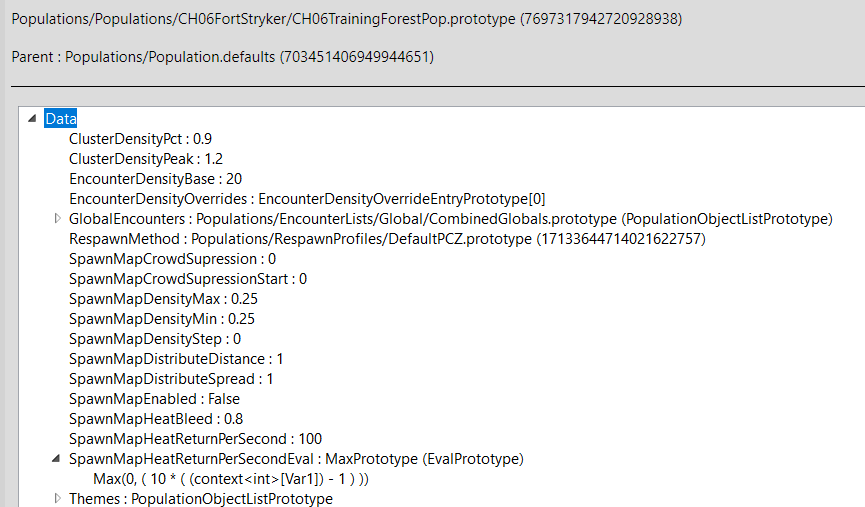 Populations/Populations/CH06FortStryker/CH06TrainingForestPop.prototype (7697317942720928938)
Parent : Populations/Population.defaults (703451406949944651)
Data
ClusterDensityPct : 0.9
ClusterDensityPeak : 1.2
EncounterDensityBase : 20
EncounterDensityOverrides : EncounterDensityOverrideEntryPrototype[0]
GlobalEncounters : Populations/EncounterLists/Global/CombinedGlobals.prototype (PopulationObjectListPrototype)
RespawnMethod : Populations/RespawnProfiles/DefaultPCZ.prototype (17133644714021622757)
SpawnMapCrowdSupression : 0
SpawnMapCrowdSupressionStart : 0
SpawnMapDensityMax : 0.25
SpawnMapDensityMin : 0.25
SpawnMapDensityStep : 0
SpawnMapDistributeDistance : 1
SpawnMapDistributeSpread : 1
SpawnMapEnabled : False
SpawnMapHeatBleed : 0.8
SpawnMapHeatReturnPerSecond : 100
SpawnMapHeatReturnPerSecondEval : MaxPrototype (EvalPrototype)
Max(0, ( 10 * ( (context<int>[Var1]) - 1 ) ))
Themes : PopulationObjectListPrototype